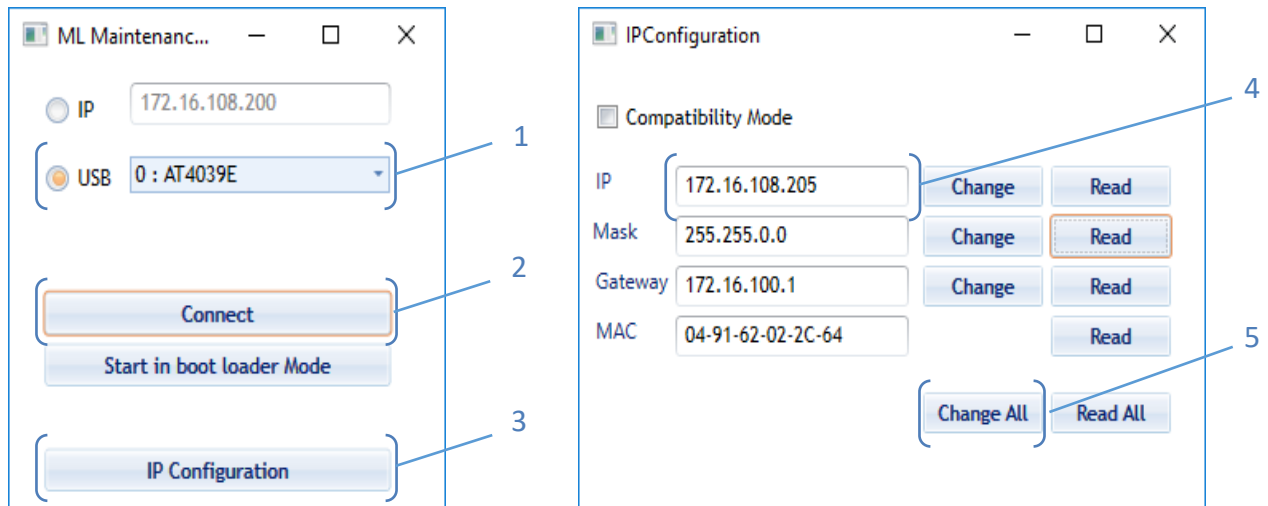 ML Maintenanc...
IP 172.16.108.200
1
USB 0 : AT4039E
2
Connect
Start in boot loader Mode
3
IP Configuration
IPConfiguration
4
Compatibility Mode
IP 172.16.108.205 Change Read
Mask 255.255.0.0 Change Read
Gateway 172.16.100.1 Change Read
MAC 04-91-62-02-2C-64 Read
5
Change All Read All